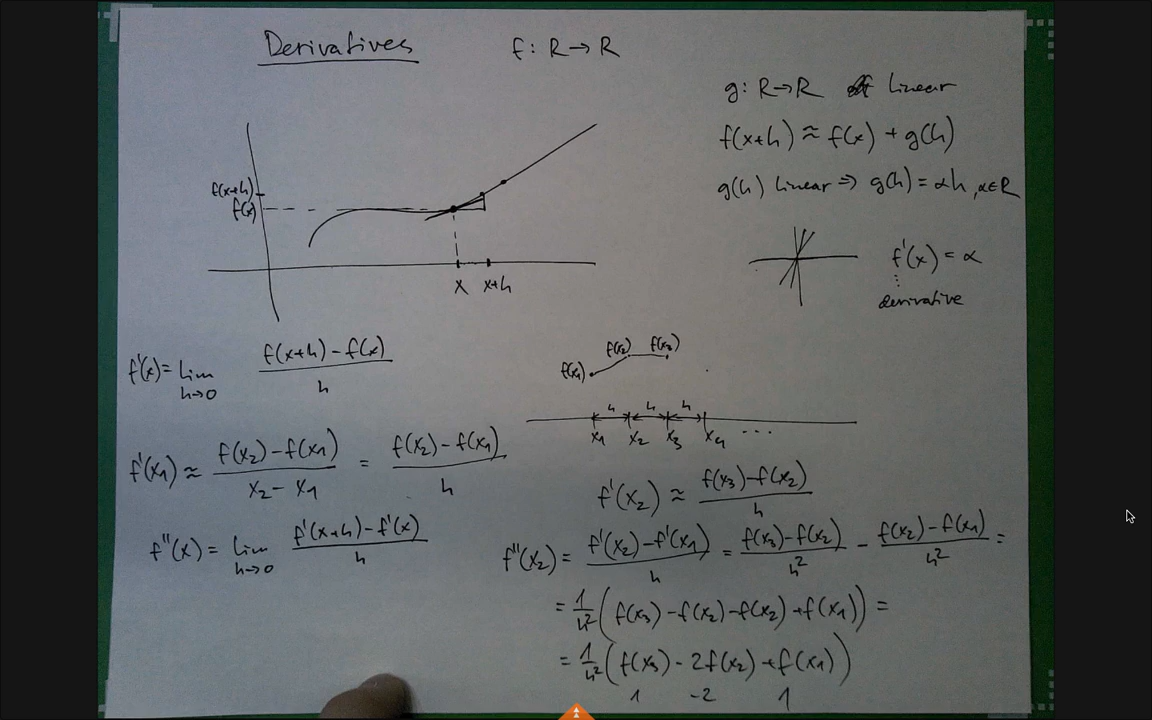 Derivatives
f: R → R
g: R → R linear
f(x+h) ≈ f(x) + g(h)
g(h) linear ⇒ g(h) = αh, α∈R
f(x+h)
f(x)
x x+h
f'(x) = α
derivative
f'(x) = lim h→0 (f(x+h) − f(x)) / h
f(x1) f(x2) f(x3)
h h h
x1 x2 x3 x4 ...
f'(x1) ≈ (f(x2) − f(x1)) / (x2 − x1) = (f(x2) − f(x1)) / h
f'(x2) ≈ (f(x3) − f(x2)) / h
f''(x) = lim h→0 (f'(x+h) − f'(x)) / h
f''(x2) = (f'(x2) − f'(x1)) / h = (f(x3) − f(x2)) / h² − (f(x2) − f(x1)) / h² =
= 1/h² (f(x3) − f(x2) − f(x2) + f(x1)) =
= 1/h² (f(x3) − 2f(x2) + f(x1))
1 -2 1